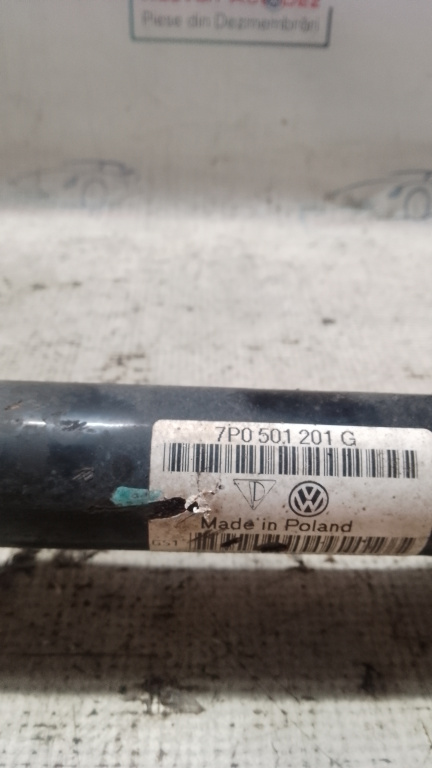 Piese din Dezmembrări
7P0 501 201 G
Made in Poland